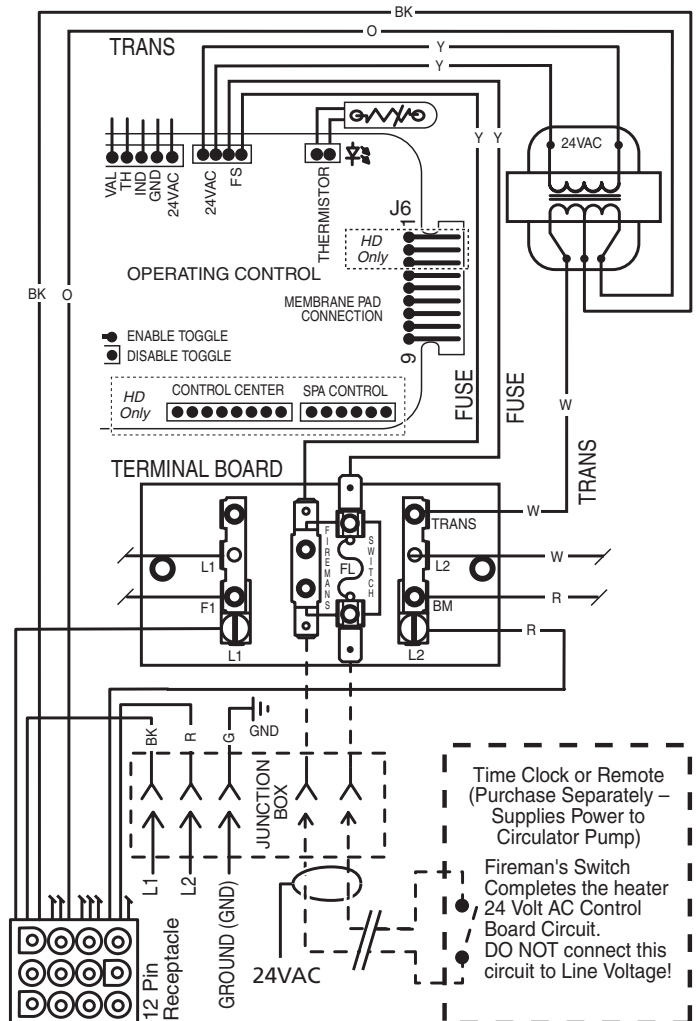 BK
O
TRANS
Y
Y
Y Y
24VAC
VAL
TH
IND
GND
24VAC
24VAC
FS
THERMISTOR
J6
1
HD
Only
OPERATING CONTROL
MEMBRANE PAD
CONNECTION
BK
O
ENABLE TOGGLE
DISABLE TOGGLE
9
HD
Only
CONTROL CENTER
SPA CONTROL
FUSE
FUSE
W
TRANS
TERMINAL BOARD
W
TRANS
FIREMANS
SWITCH
L1
FL
L2
W
F1
BM
R
R
L1
L2
BK
R
G
GND
JUNCTION
BOX
L1
L2
GROUND (GND)
24VAC
12 Pin
Receptacle
Time Clock or Remote
(Purchase Separately –
Supplies Power to
Circulator Pump)
Fireman's Switch
Completes the heater
24 Volt AC Control
Board Circuit.
DO NOT connect this
circuit to Line Voltage!